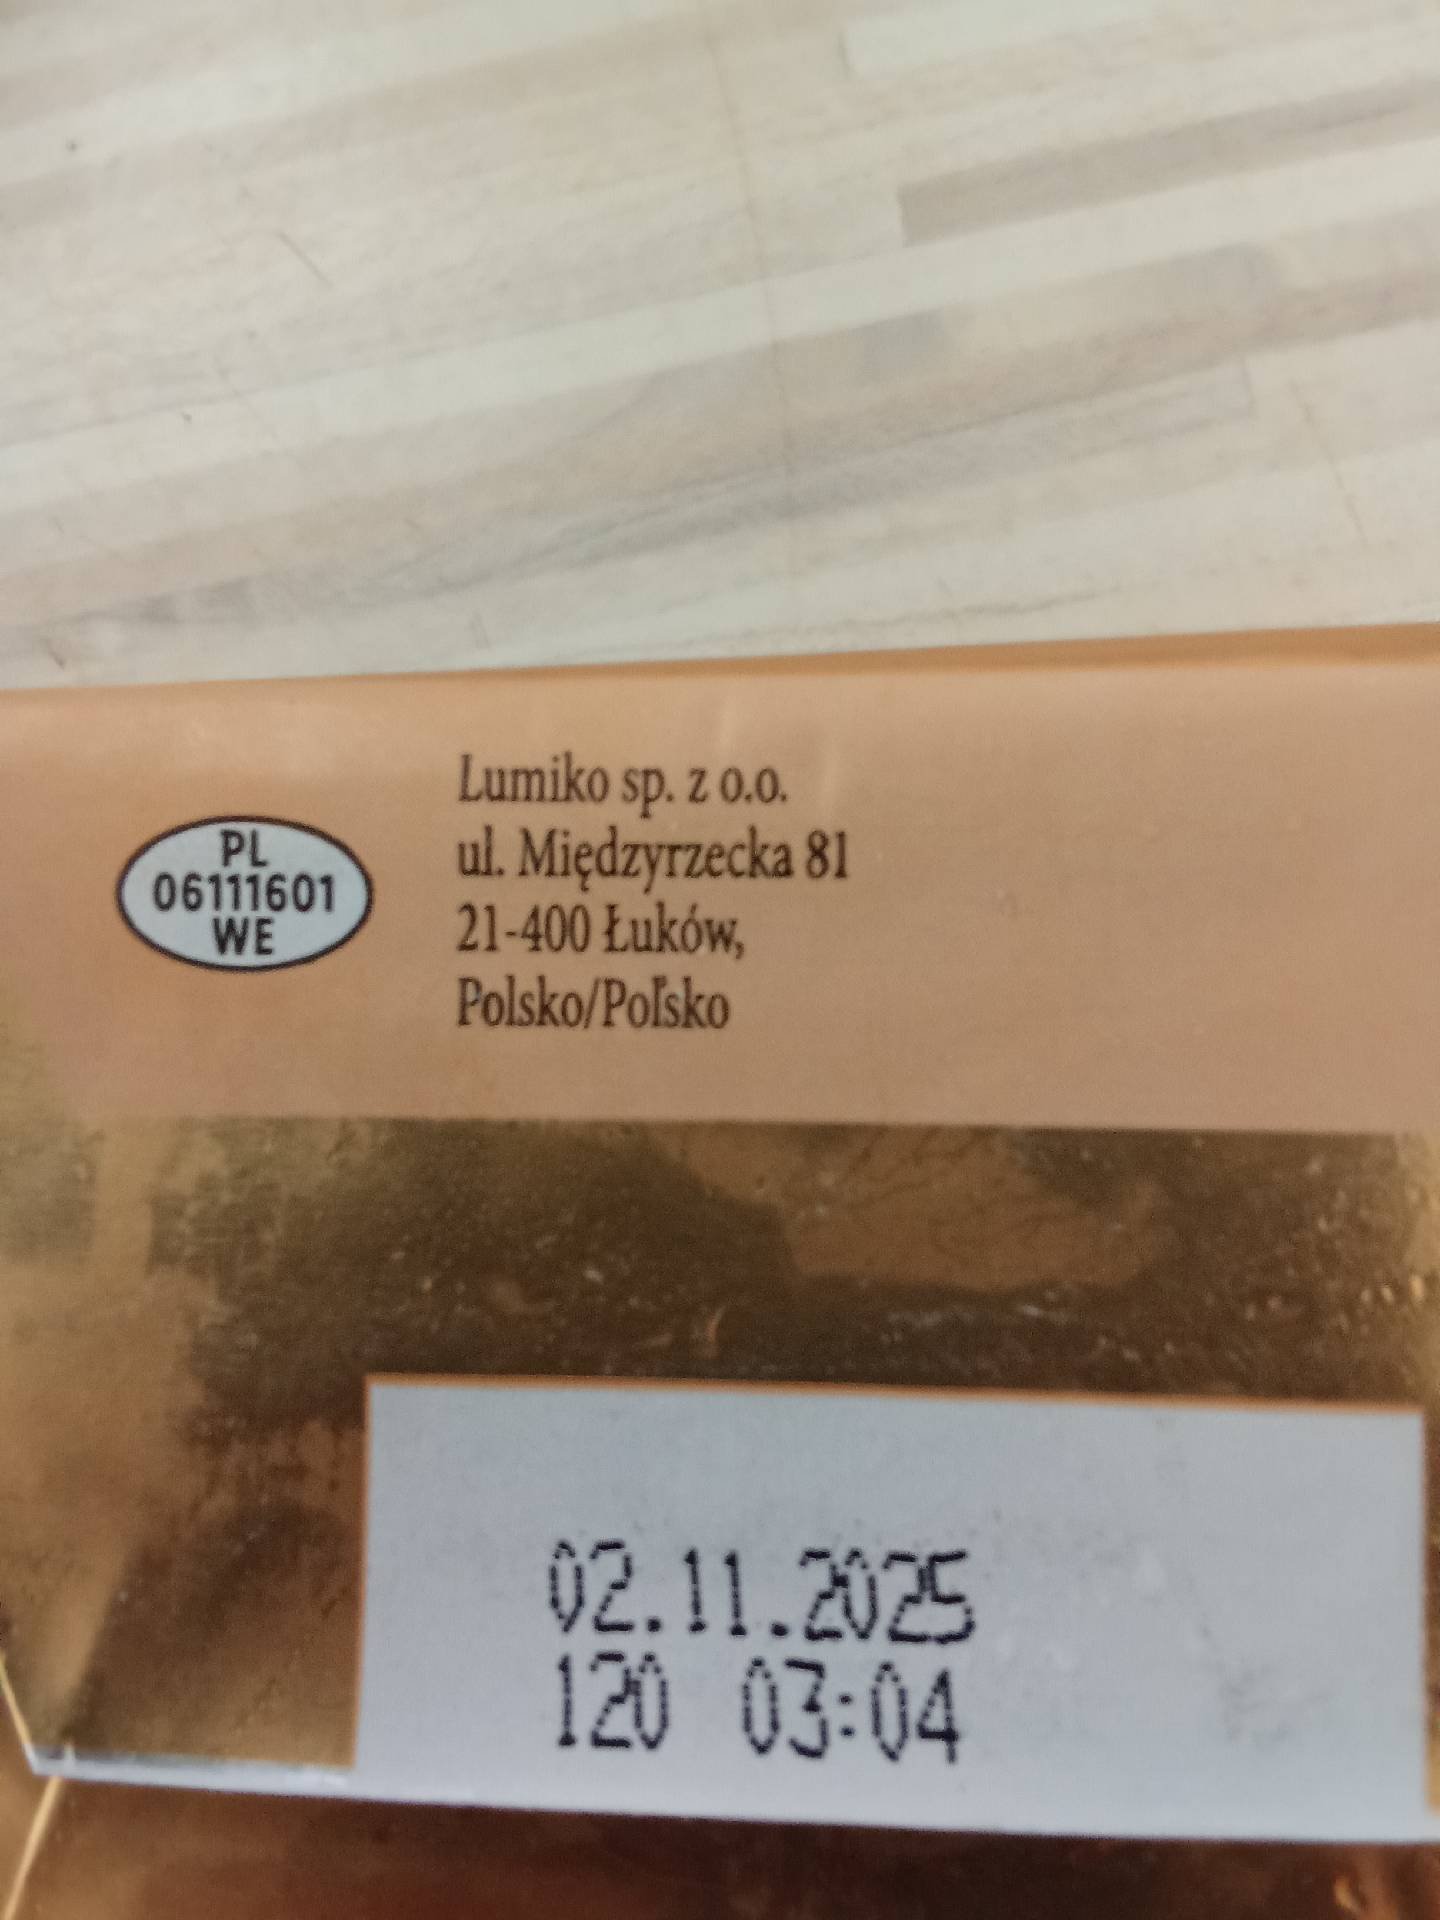 PL
06111601
WE
Lumiko sp. z o.o.
ul. Międzyrzecka 81
21-400 Łuków,
Polsko/Poľsko
02.11.2025
120 03:04